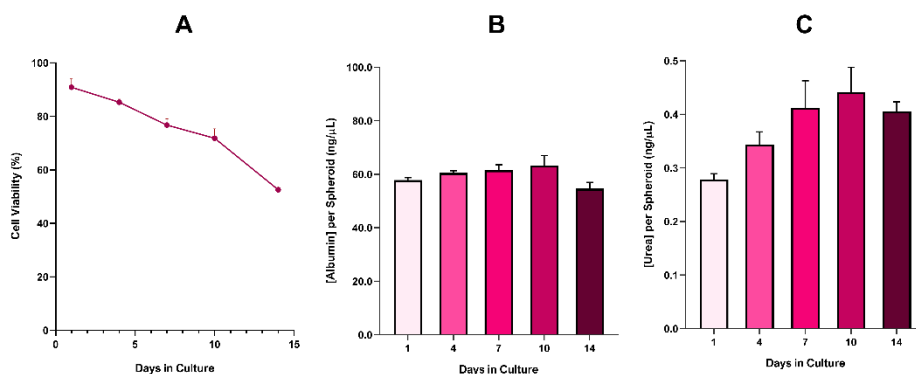 A
B
C
Cell Viability (%)
100
80
60
40
20
0
0 5 10 15
Days in Culture
[Albumin] per Spheroid (ng/µL)
100.0
80.0
60.0
40.0
20.0
0.0
1 4 7 10 14
Days in Culture
[Urea] per Spheroid (ng/µL)
0.5
0.4
0.3
0.2
0.1
0.0
1 4 7 10 14
Days in Culture